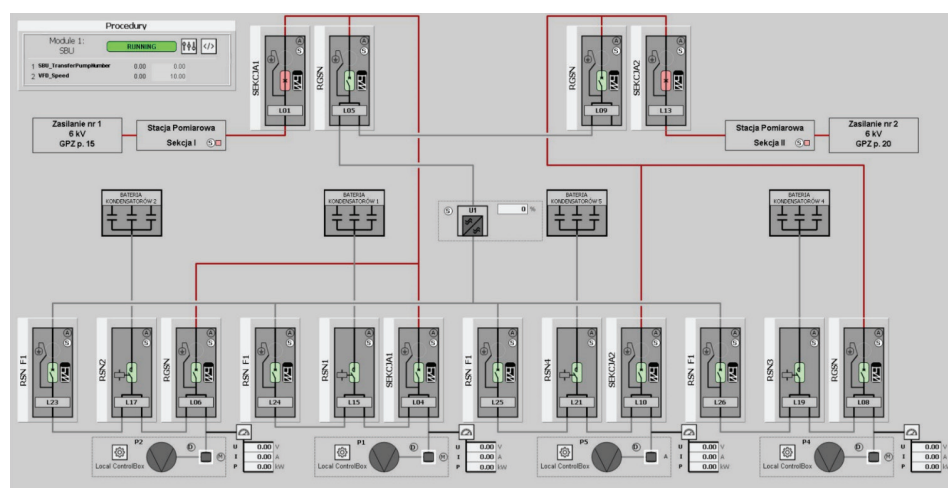 Procedury
Module 1:
SBU
RUNNING
</>
1 SBU_TransferPumpNumber 0.00 0.00
2 VFD_Speed 0.00 10.00
SEKCJA1
A
S
L01
RGSN
A
S
L05
RGSN
A
S
L09
SEKCJA2
A
S
L13
Zasilanie nr 1
6 kV
GPZ p. 15
Stacja Pomiarowa
Sekcja I S
Stacja Pomiarowa
Sekcja II S
Zasilanie nr 2
6 kV
GPZ p. 20
BATERIA
KONDENSATORÓW 2
BATERIA
KONDENSATORÓW 1
S U1 0 %
BATERIA
KONDENSATORÓW 5
BATERIA
KONDENSATORÓW 4
RSN F1
A
S
L23
RSN2
A
S
L17
RGSN
A
S
L06
RSN F1
A
S
L24
RSN1
A
S
L15
SEKCJA1
A
S
L04
RSN F1
A
S
L25
RSN4
A
S
L21
SEKCJA2
A
S
L10
RSN F1
A
S
L26
RSN3
A
S
L19
RGSN
A
S
L08
P2
D
M
Local ControlBox
U 0.00 V
I 0.00 A
P 0.00 kW
P1
D
M
Local ControlBox
U 0.00 V
I 0.00 A
P 0.00 kW
P5
D
A
Local ControlBox
U 0.00 V
I 0.00 A
P 0.00 kW
P4
D
M
Local ControlBox
U 0.00 V
I 0.00 A
P 0.00 kW